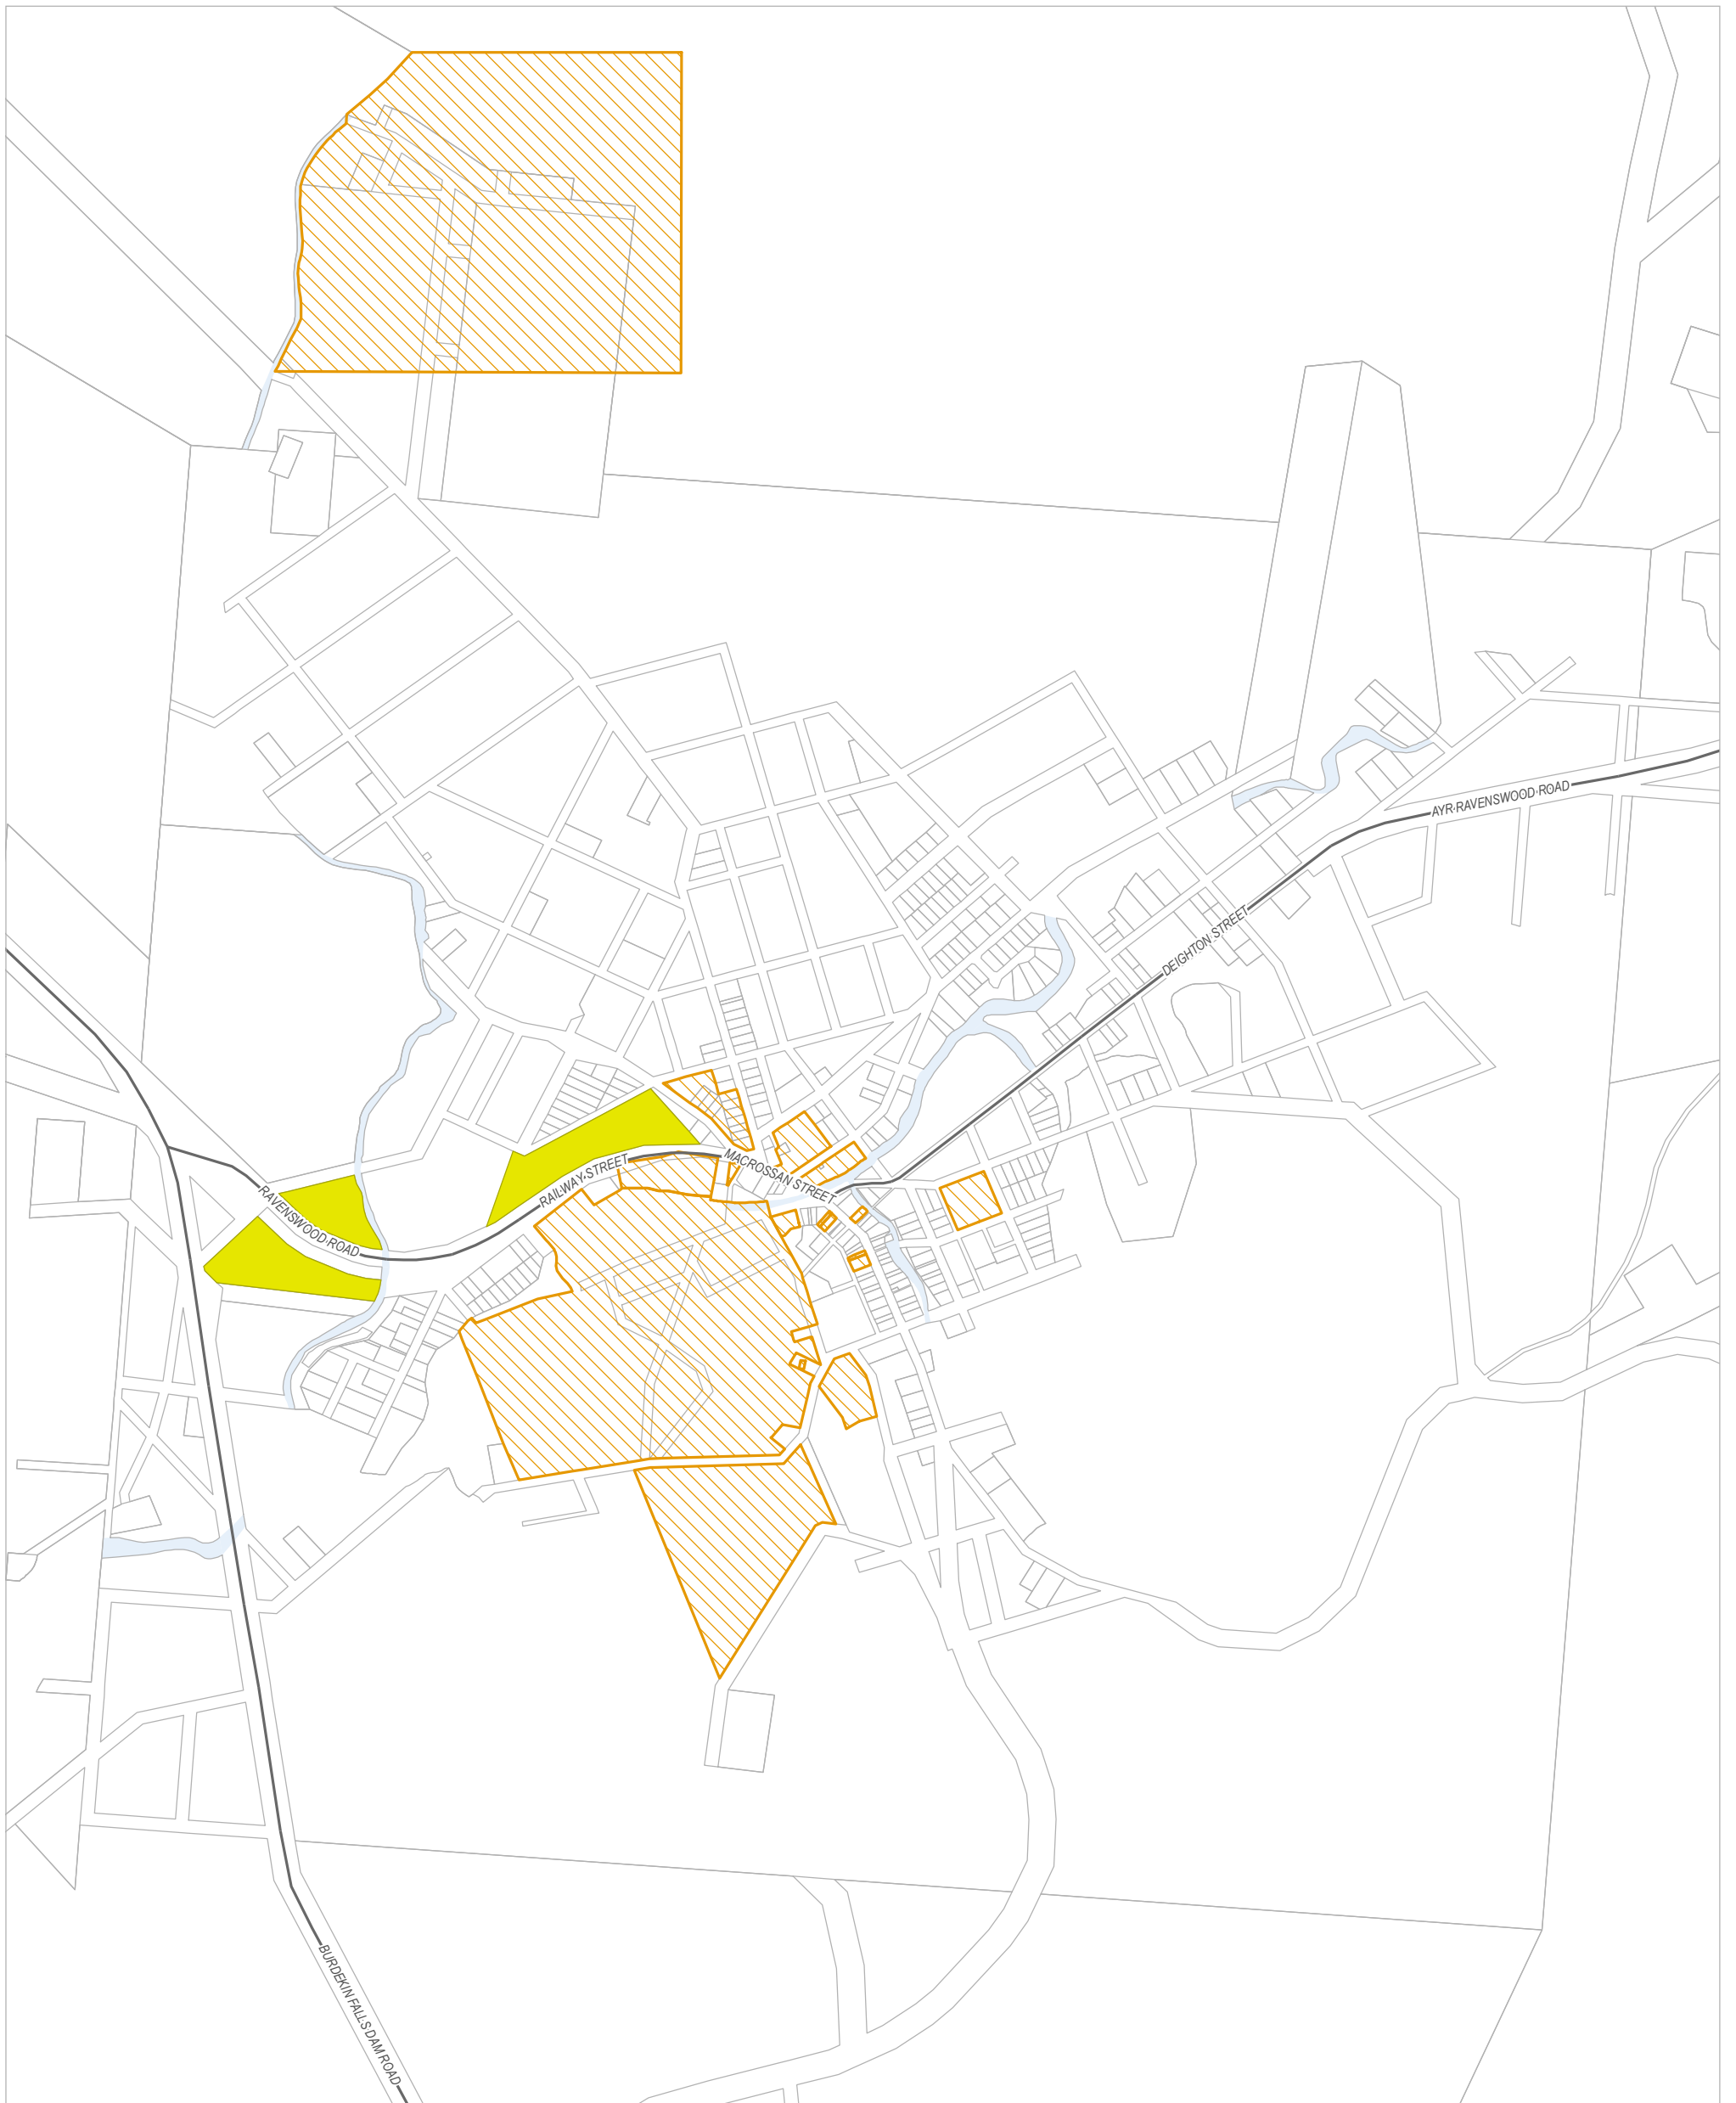 AYR RAVENSWOOD ROAD
DEIGHTON STREET
MACROSSAN STREET
RAILWAY STREET
RAVENSWOOD ROAD
BURDEKIN FALLS DAM ROAD